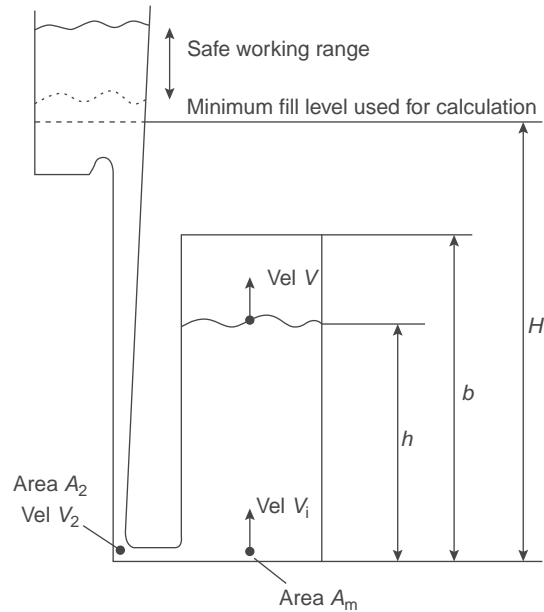 Safe working range
Minimum fill level used for calculation
Vel V
H
b
h
Area A2
Vel V2
Vel Vi
Area Am